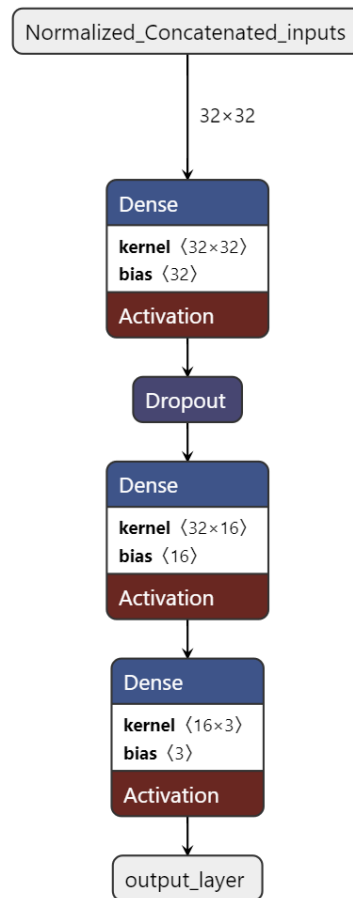 Normalized_Concatenated_inputs
32×32
Dense
kernel 〈32×32〉
bias 〈32〉
Activation
Dropout
Dense
kernel 〈32×16〉
bias 〈16〉
Activation
Dense
kernel 〈16×3〉
bias 〈3〉
Activation
output_layer